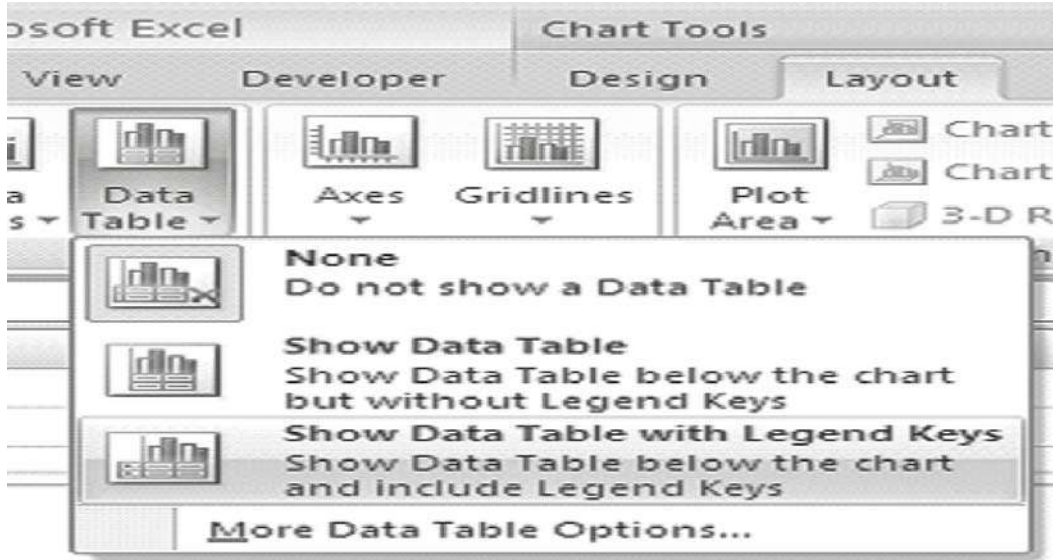 osoft Excel Chart Tools
View Developer Design Layout
Data Table
Axes Gridlines
Plot Area
Chart
Chart
3-D R
None
Do not show a Data Table
Show Data Table
Show Data Table below the chart
but without Legend Keys
Show Data Table with Legend Keys
Show Data Table below the chart
and include Legend Keys
More Data Table Options...